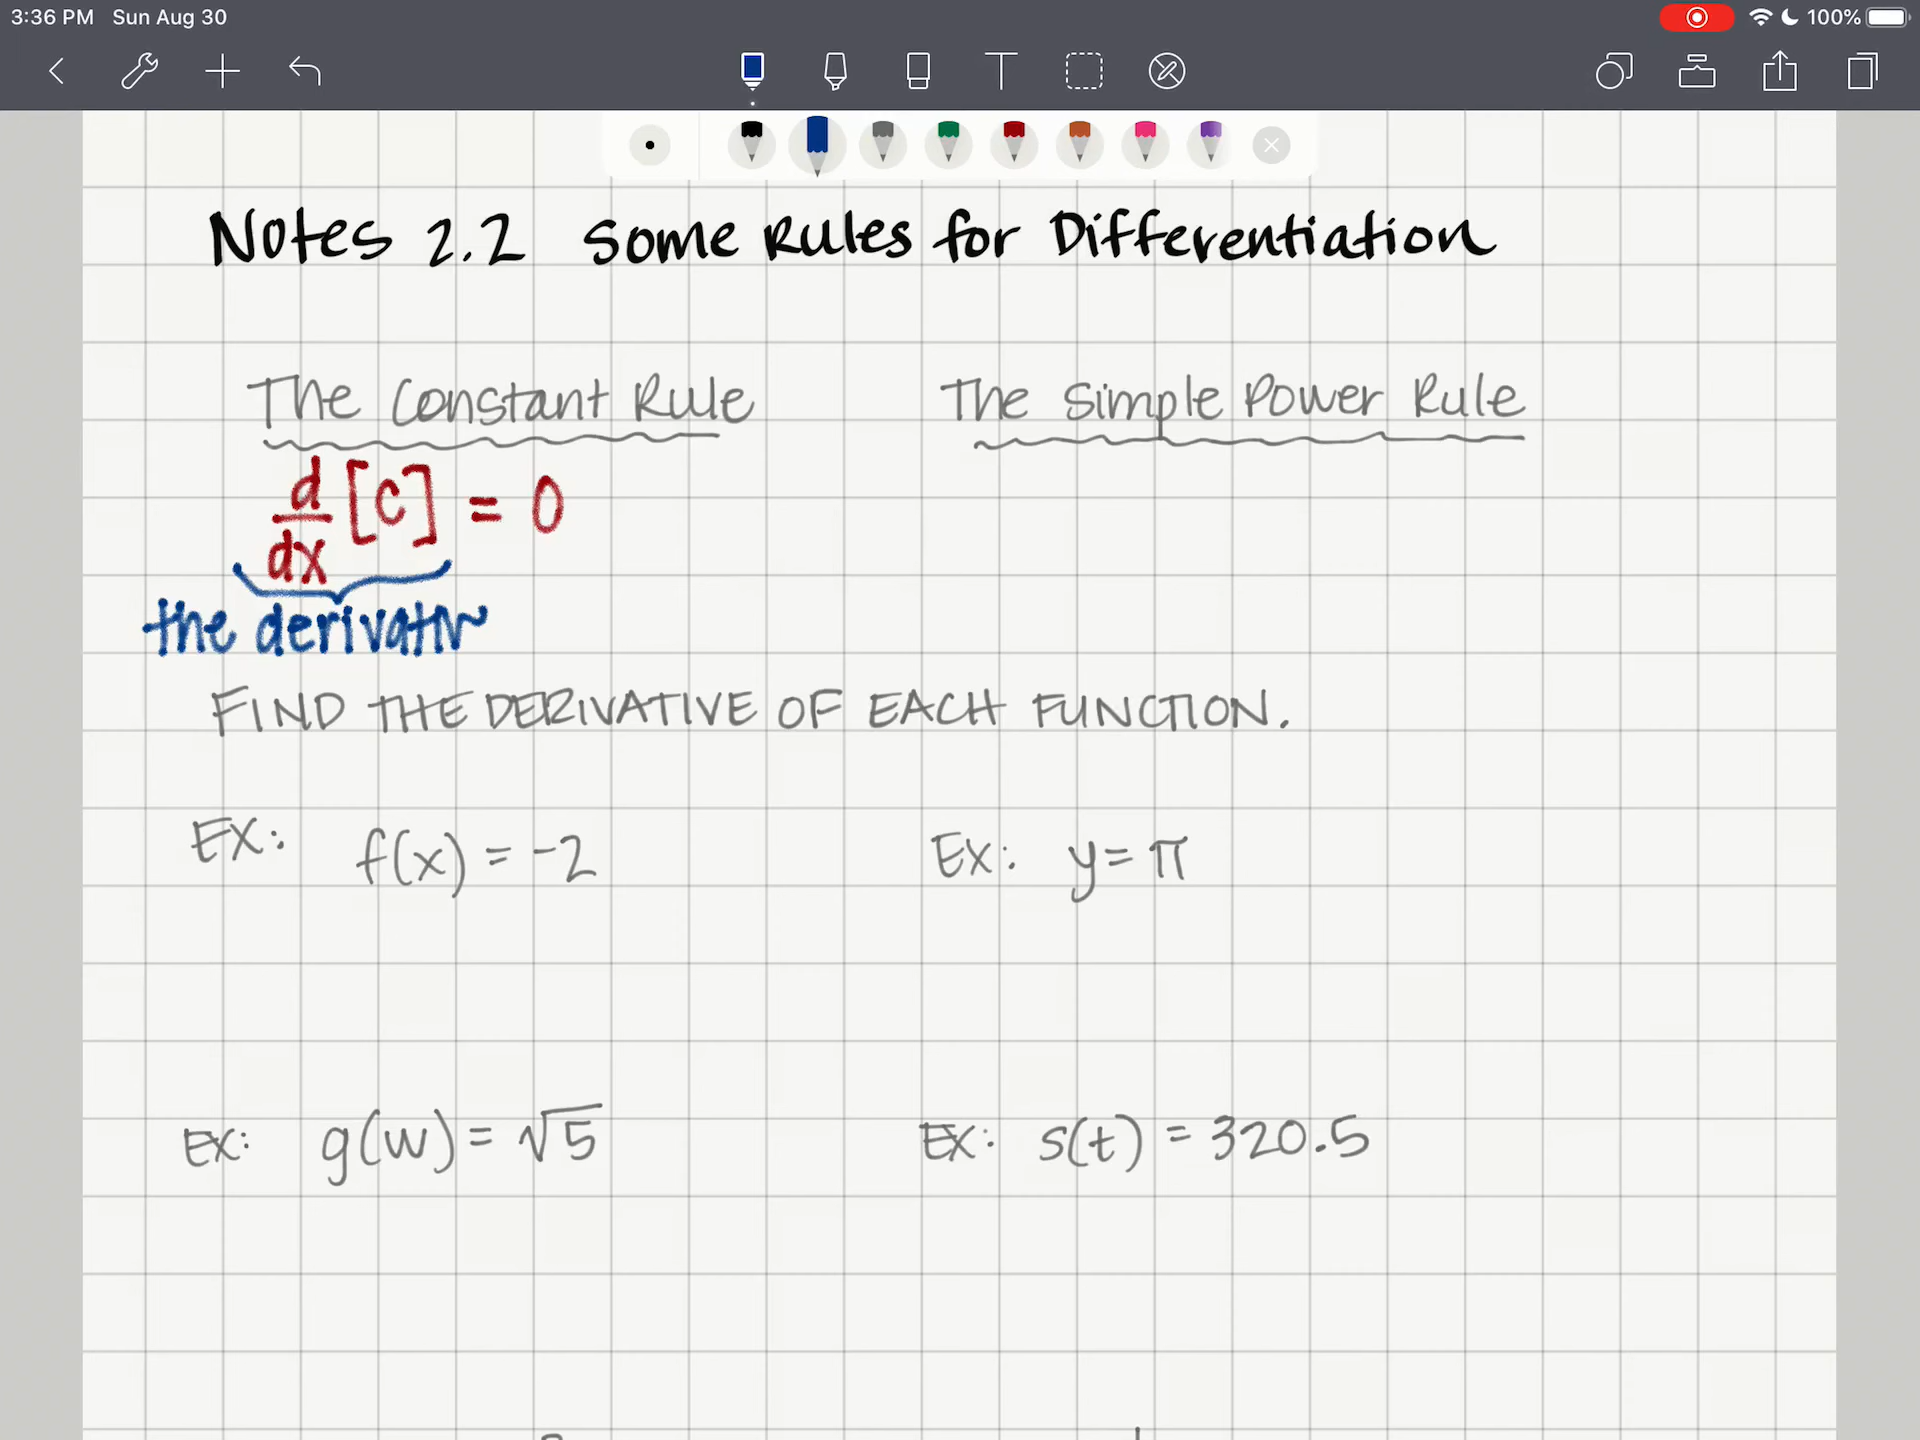 3:36 PM Sun Aug 30 100%
Notes 2.2 Some Rules for Differentiation
The Constant Rule The Simple Power Rule
d/dx [c] = 0
the derivativ
FIND THE DERIVATIVE OF EACH FUNCTION.
EX: f(x) = -2 EX: y = π
EX: g(w) = √5 EX: s(t) = 320.5